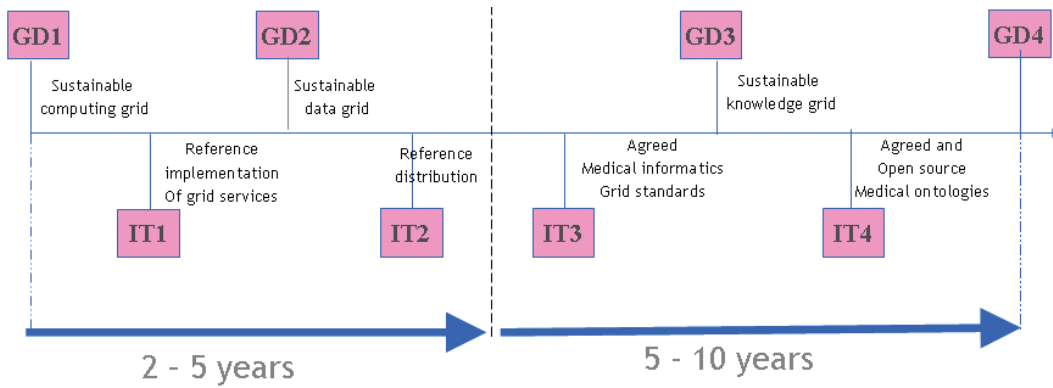 GD1
GD2
GD3
GD4
Sustainable
computing grid
Sustainable
data grid
Sustainable
knowledge grid
Reference
implementation
Of grid services
Reference
distribution
Agreed
Medical informatics
Grid standards
Agreed and
Open source
Medical ontologies
IT1
IT2
IT3
IT4
2 - 5 years
5 - 10 years